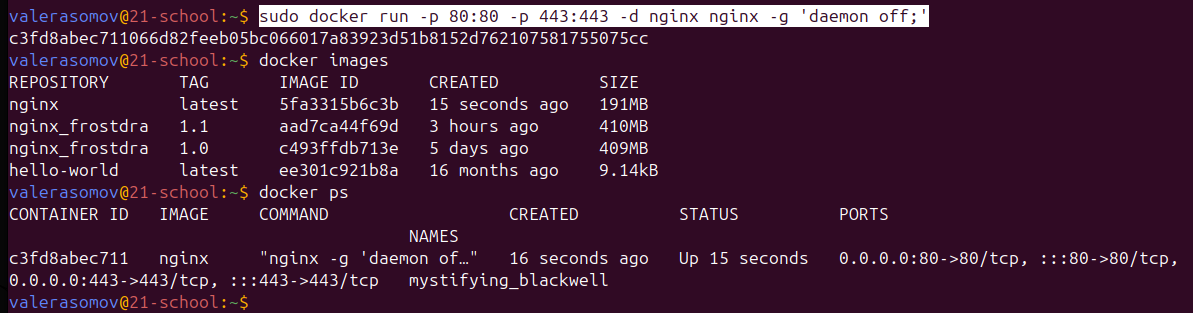 valerasomov@21-school:~$ sudo docker run -p 80:80 -p 443:443 -d nginx nginx -g 'daemon off;'
c3fd8abec711066d82feeb05bc066017a83923d51b8152d762107581755075cc
valerasomov@21-school:~$ docker images
REPOSITORY      TAG       IMAGE ID       CREATED          SIZE
nginx           latest    5fa3315b6c3b   15 seconds ago   191MB
nginx_frostdra  1.1       aad7ca44f69d   3 hours ago      410MB
nginx_frostdra  1.0       c493ffdb713e   5 days ago       409MB
hello-world     latest    ee301c921b8a   16 months ago    9.14kB
valerasomov@21-school:~$ docker ps
CONTAINER ID   IMAGE     COMMAND                  CREATED          STATUS          PORTS
                                        NAMES
c3fd8abec711   nginx     "nginx -g 'daemon of…"   16 seconds ago   Up 15 seconds   0.0.0.0:80->80/tcp, :::80->80/tcp,
0.0.0.0:443->443/tcp, :::443->443/tcp   mystifying_blackwell
valerasomov@21-school:~$